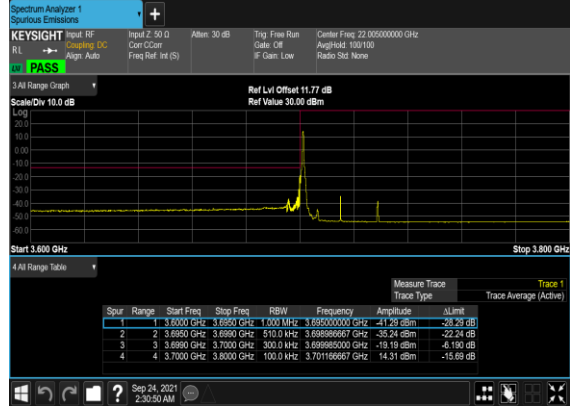 Spectrum Analyzer 1
Spurious Emissions
KEYSIGHT Input: RF Input Z: 50 Ω Atten: 30 dB Trig: Free Run Center Freq: 22.005000000 GHz
RL Coupling: DC Corr CCorr Gate: Off Avg|Hold: 100/100
Align: Auto Freq Ref: Int (S) IF Gain: Low Radio Std: None
LU PASS
3 All Range Graph
Ref Lvl Offset 11.77 dB
Scale/Div 10.0 dB Ref Value 30.00 dBm
Log
20.0
10.0
0.00
-10.0
-20.0
-30.0
-40.0
-50.0
-60.0
Start 3.600 GHz Stop 3.800 GHz
4 All Range Table
Measure Trace Trace 1
Trace Type Trace Average (Active)
Spur Range Start Freq Stop Freq RBW Frequency Amplitude ΔLimit
1 1 3.6000 GHz 3.6950 GHz 1.000 MHz 3.695000000 GHz -41.29 dBm -28.29 dB
2 2 3.6950 GHz 3.6990 GHz 510.0 kHz 3.698986667 GHz -35.24 dBm -22.24 dB
3 3 3.6990 GHz 3.7000 GHz 300.0 kHz 3.699985000 GHz -19.19 dBm -6.190 dB
4 4 3.7000 GHz 3.8000 GHz 100.0 kHz 3.701166667 GHz 14.31 dBm -15.69 dB
Sep 24, 2021
2:30:50 AM